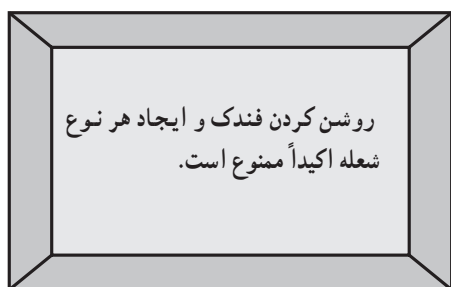 روشن کردن فندک و ایجاد هر نوع
شعله اکیداً ممنوع است.